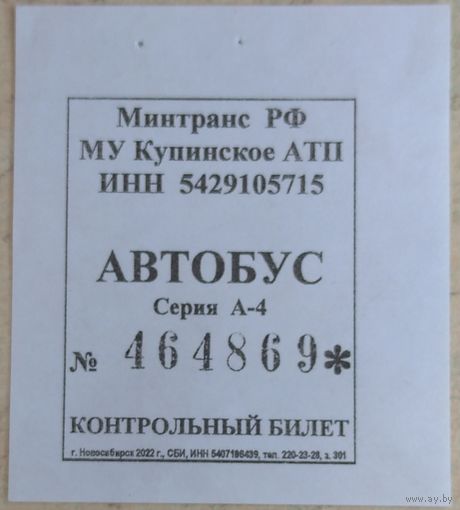 Минтранс РФ
МУ Купинское АТП
ИНН 5429105715
АВТОБУС
Серия А-4
№ 464869*
КОНТРОЛЬНЫЙ БИЛЕТ
г. Новосибирск 2022 г., СБИ, ИНН 5407186439, тел. 220-23-28, з. 391
www.ay.by